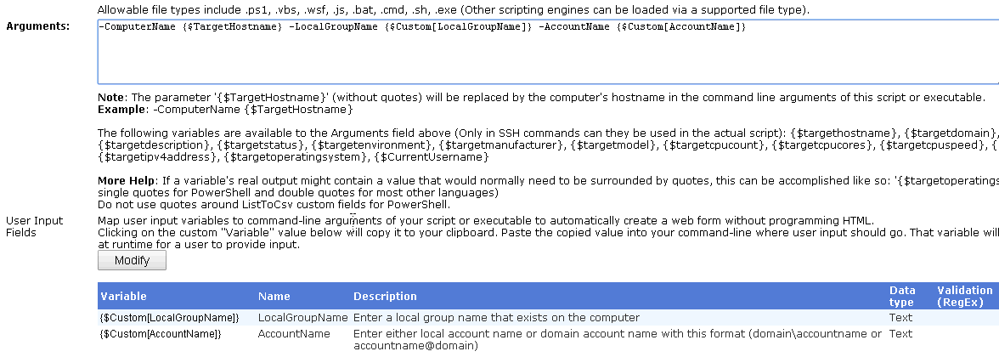 Allowable file types include .ps1, .vbs, .wsf, .js, .bat, .cmd, .sh, .exe (Other scripting engines can be loaded via a supported file type).
Arguments:
-ComputerName {$TargetHostname} -LocalGroupName {$Custom[LocalGroupName]} -AccountName {$Custom[AccountName]}
Note: The parameter '{$TargetHostname}' (without quotes) will be replaced by the computer's hostname in the command line arguments of this script or executable.
Example: -ComputerName {$TargetHostname}
The following variables are available to the Arguments field above (Only in SSH commands can they be used in the actual script): {$targethostname}, {$targetdomain},
{$targetdescription}, {$targetstatus}, {$targetenvironment}, {$targetmanufacturer}, {$targetmodel}, {$targetcpucount}, {$targetcpucores}, {$targetcpuspeed}, {
{$targetipv4address}, {$targetoperatingsystem}, {$CurrentUsername}
More Help: If a variable's real output might contain a value that would normally need to be surrounded by quotes, this can be accomplished like so: '{$targetoperatings
single quotes for PowerShell and double quotes for most other languages)
Do not use quotes around ListToCsv custom fields for PowerShell.
User Input
Fields
Map user input variables to command-line arguments of your script or executable to automatically create a web form without programming HTML.
Clicking on the custom "Variable" value below will copy it to your clipboard. Paste the copied value into your command-line where user input should go. That variable will
at runtime for a user to provide input.
Modify
Variable Name Description Data type Validation (RegEx)
{$Custom[LocalGroupName]} LocalGroupName Enter a local group name that exists on the computer Text
{$Custom[AccountName]} AccountName Enter either local account name or domain account name with this format (domain\accountname or Text
accountname@domain)